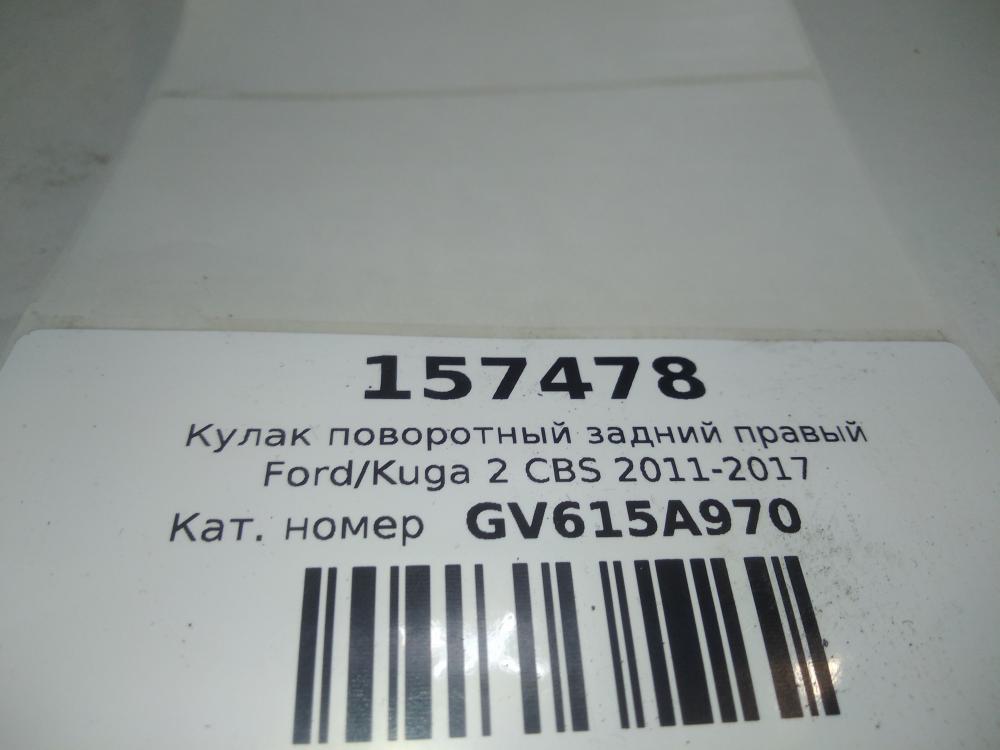 157478
Кулак поворотный задний правый
Ford/Kuga 2 CBS 2011-2017
Кат. номер GV615A970